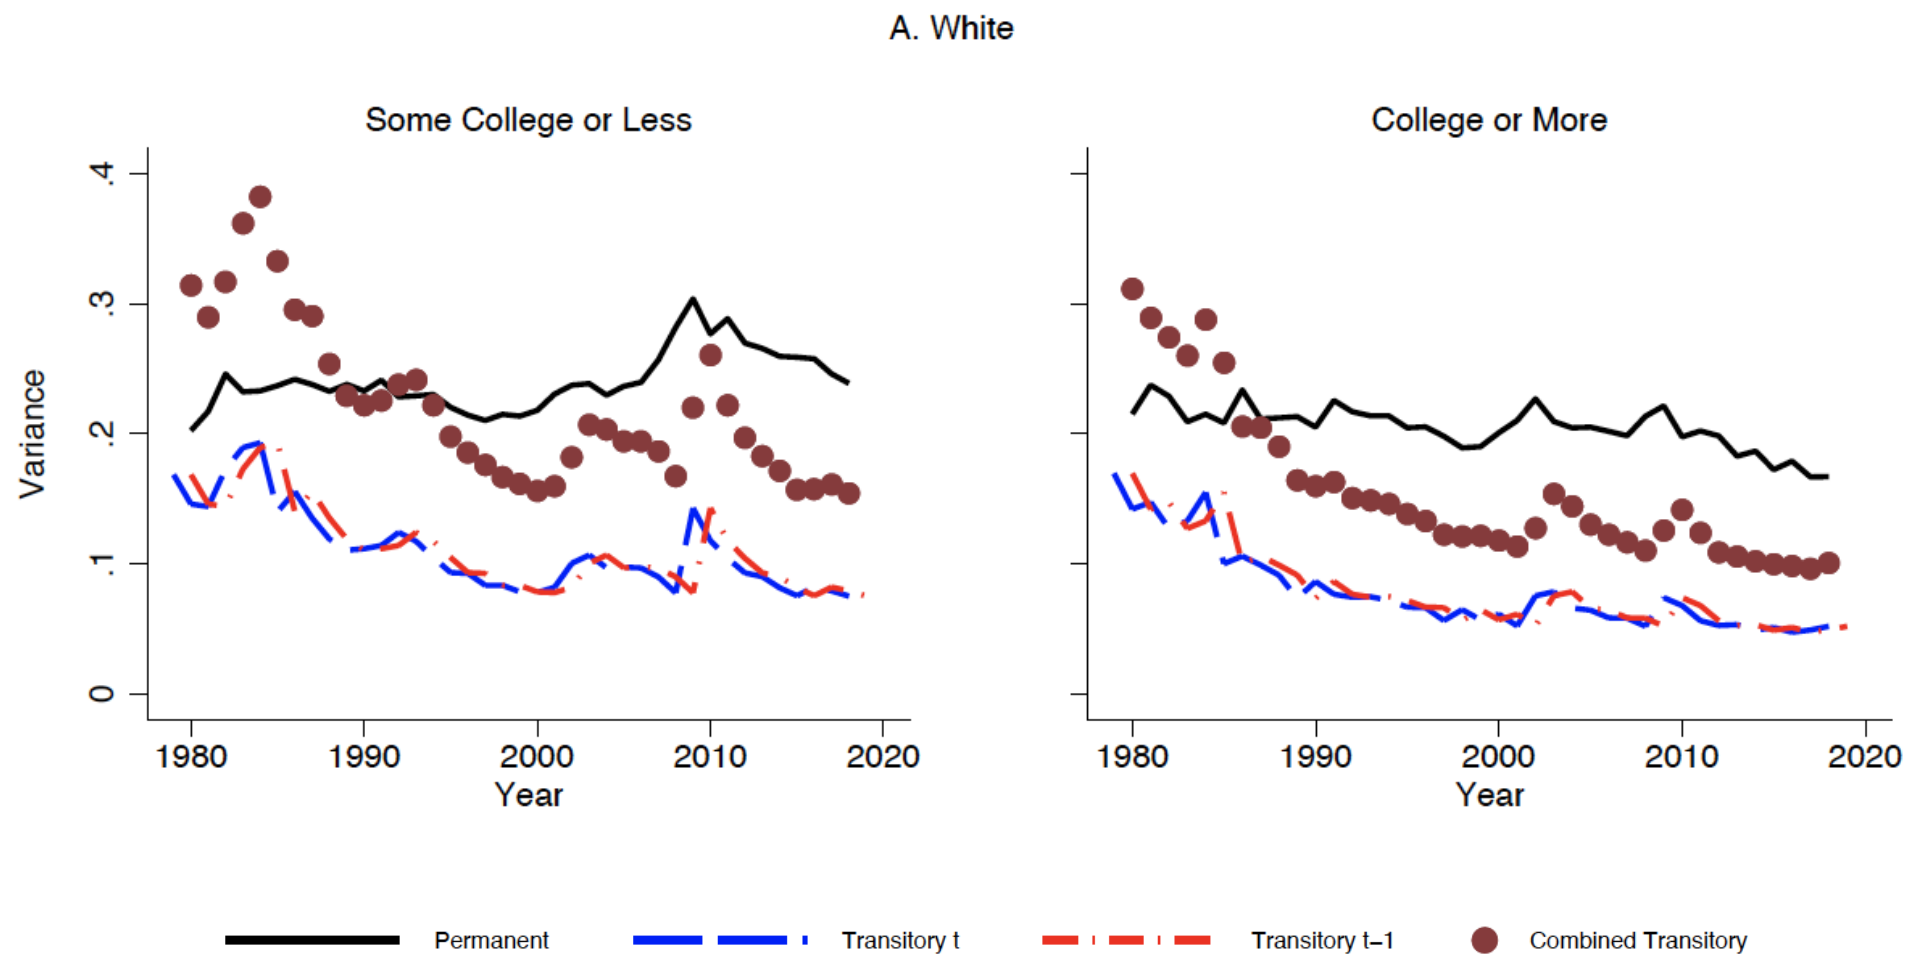 A. White
Some College or Less
College or More
Variance
.4
.3
.2
.1
0
1980 1990 2000 2010 2020
1980 1990 2000 2010 2020
Year
Year
Permanent Transitory t Transitory t−1 Combined Transitory